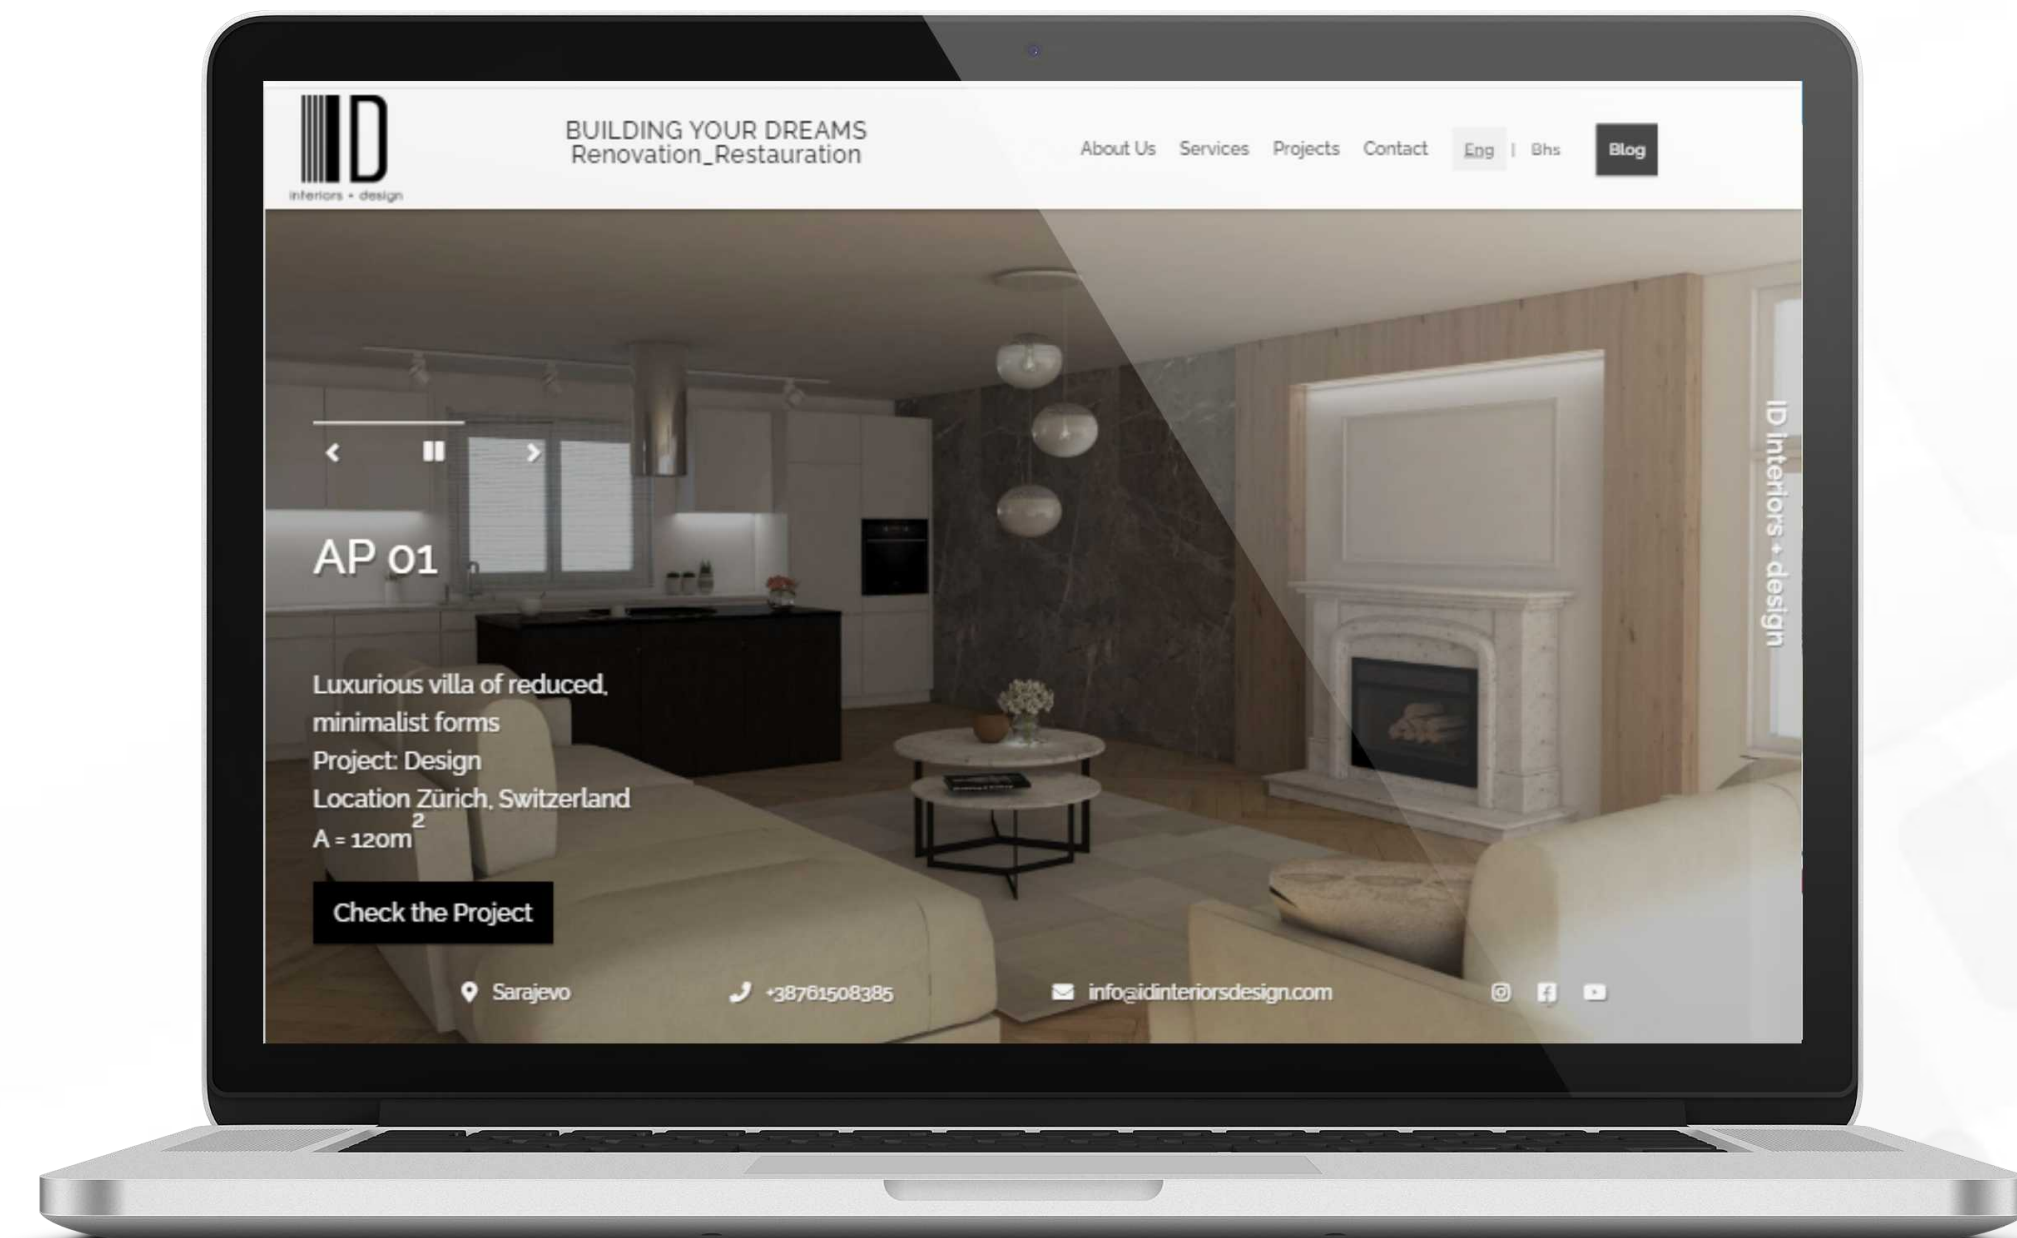 ID
interiors + design
BUILDING YOUR DREAMS
Renovation_Restauration
About Us Services Projects Contact Eng | Bhs Blog
AP 01
Luxurious villa of reduced,
minimalist forms
Project: Design
Location Zürich, Switzerland
A = 120m²
Check the Project
ID interiors + design
Sarajevo +38761508385 info@idinteriorsdesign.com